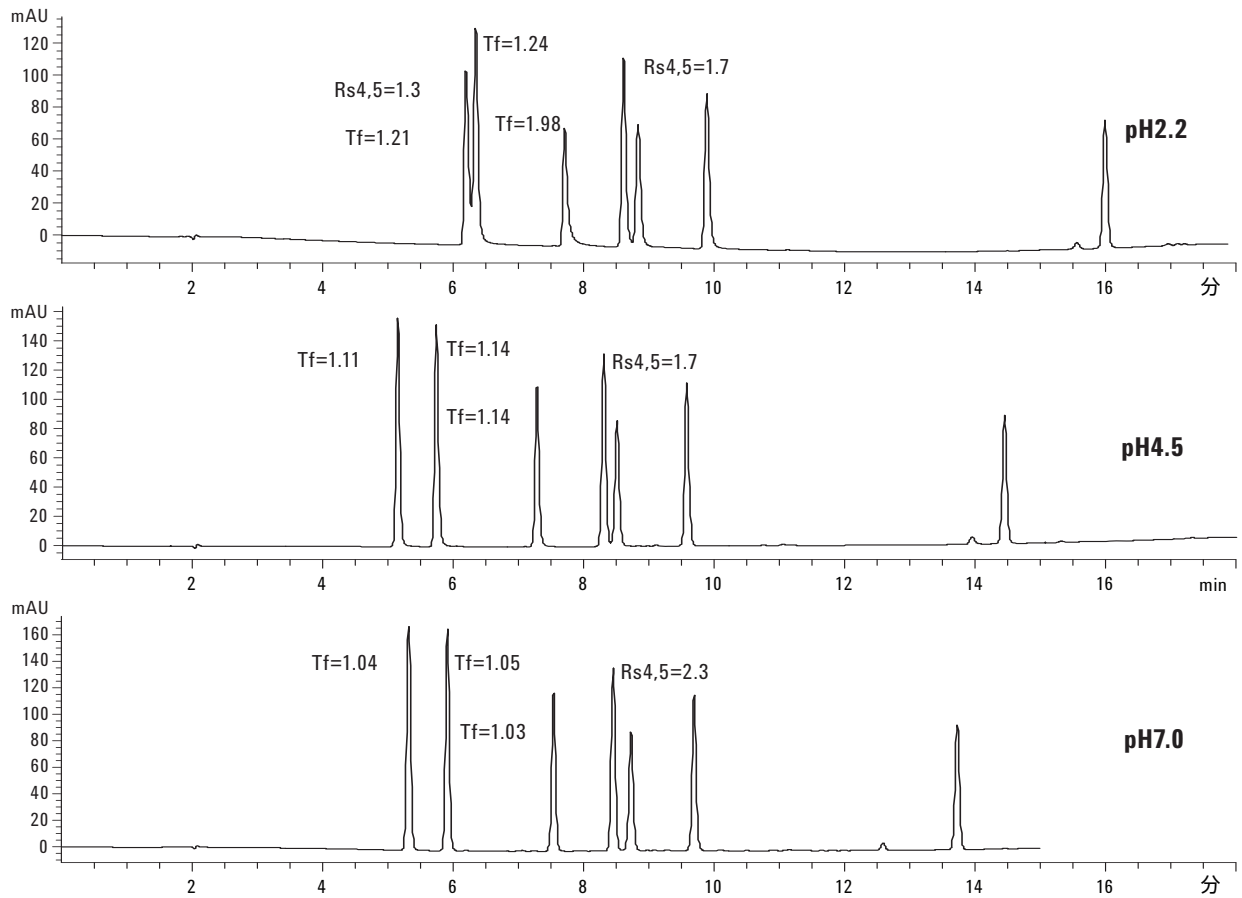 mAU
120
100
80
60
40
20
0
Tf=1.24
Rs4,5=1.3
Rs4,5=1.7
Tf=1.21
Tf=1.98
pH2.2
2 4 6 8 10 12 14 16 分
mAU
140
120
100
80
60
40
20
0
Tf=1.11
Tf=1.14
Rs4,5=1.7
Tf=1.14
pH4.5
2 4 6 8 10 12 14 16 min
mAU
160
140
120
100
80
60
40
20
0
Tf=1.04
Tf=1.05
Rs4,5=2.3
Tf=1.03
pH7.0
2 4 6 8 10 12 14 16 分